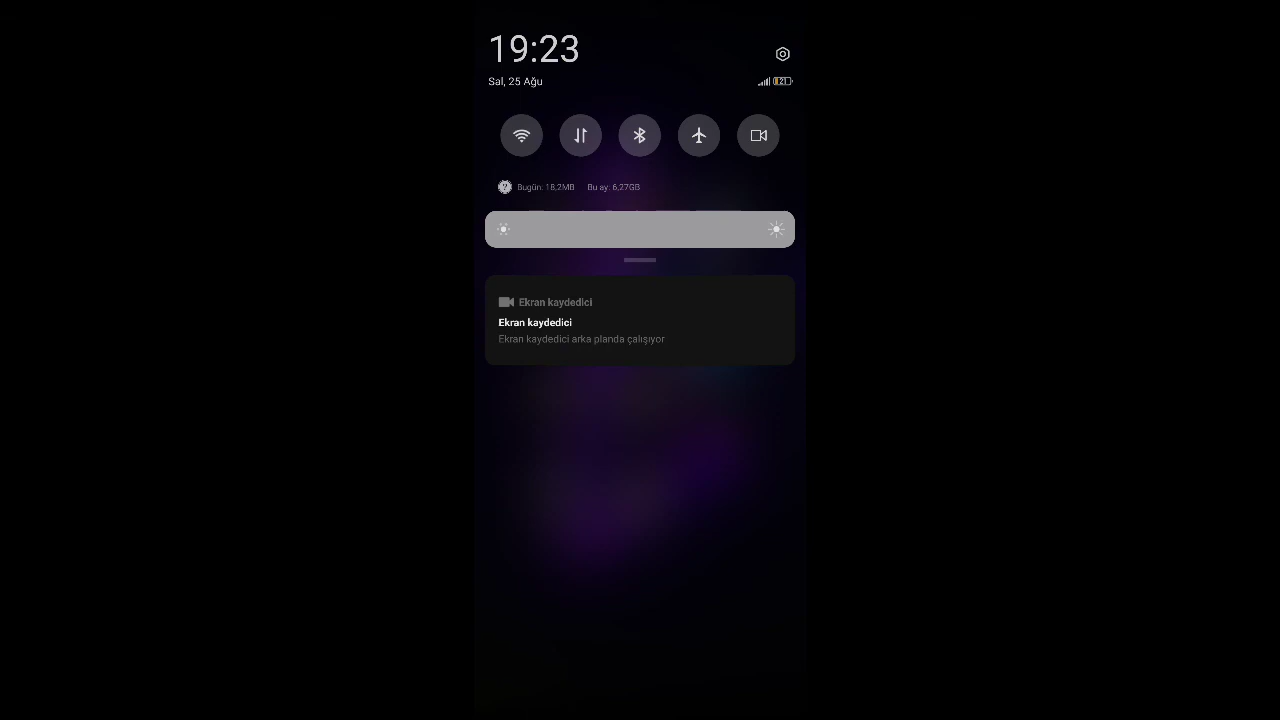 19:23
Sal, 25 Ağu
21
Bugün: 18,2MB Bu ay: 6,27GB
Ekran kaydedici
Ekran kaydedici
Ekran kaydedici arka planda çalışıyor